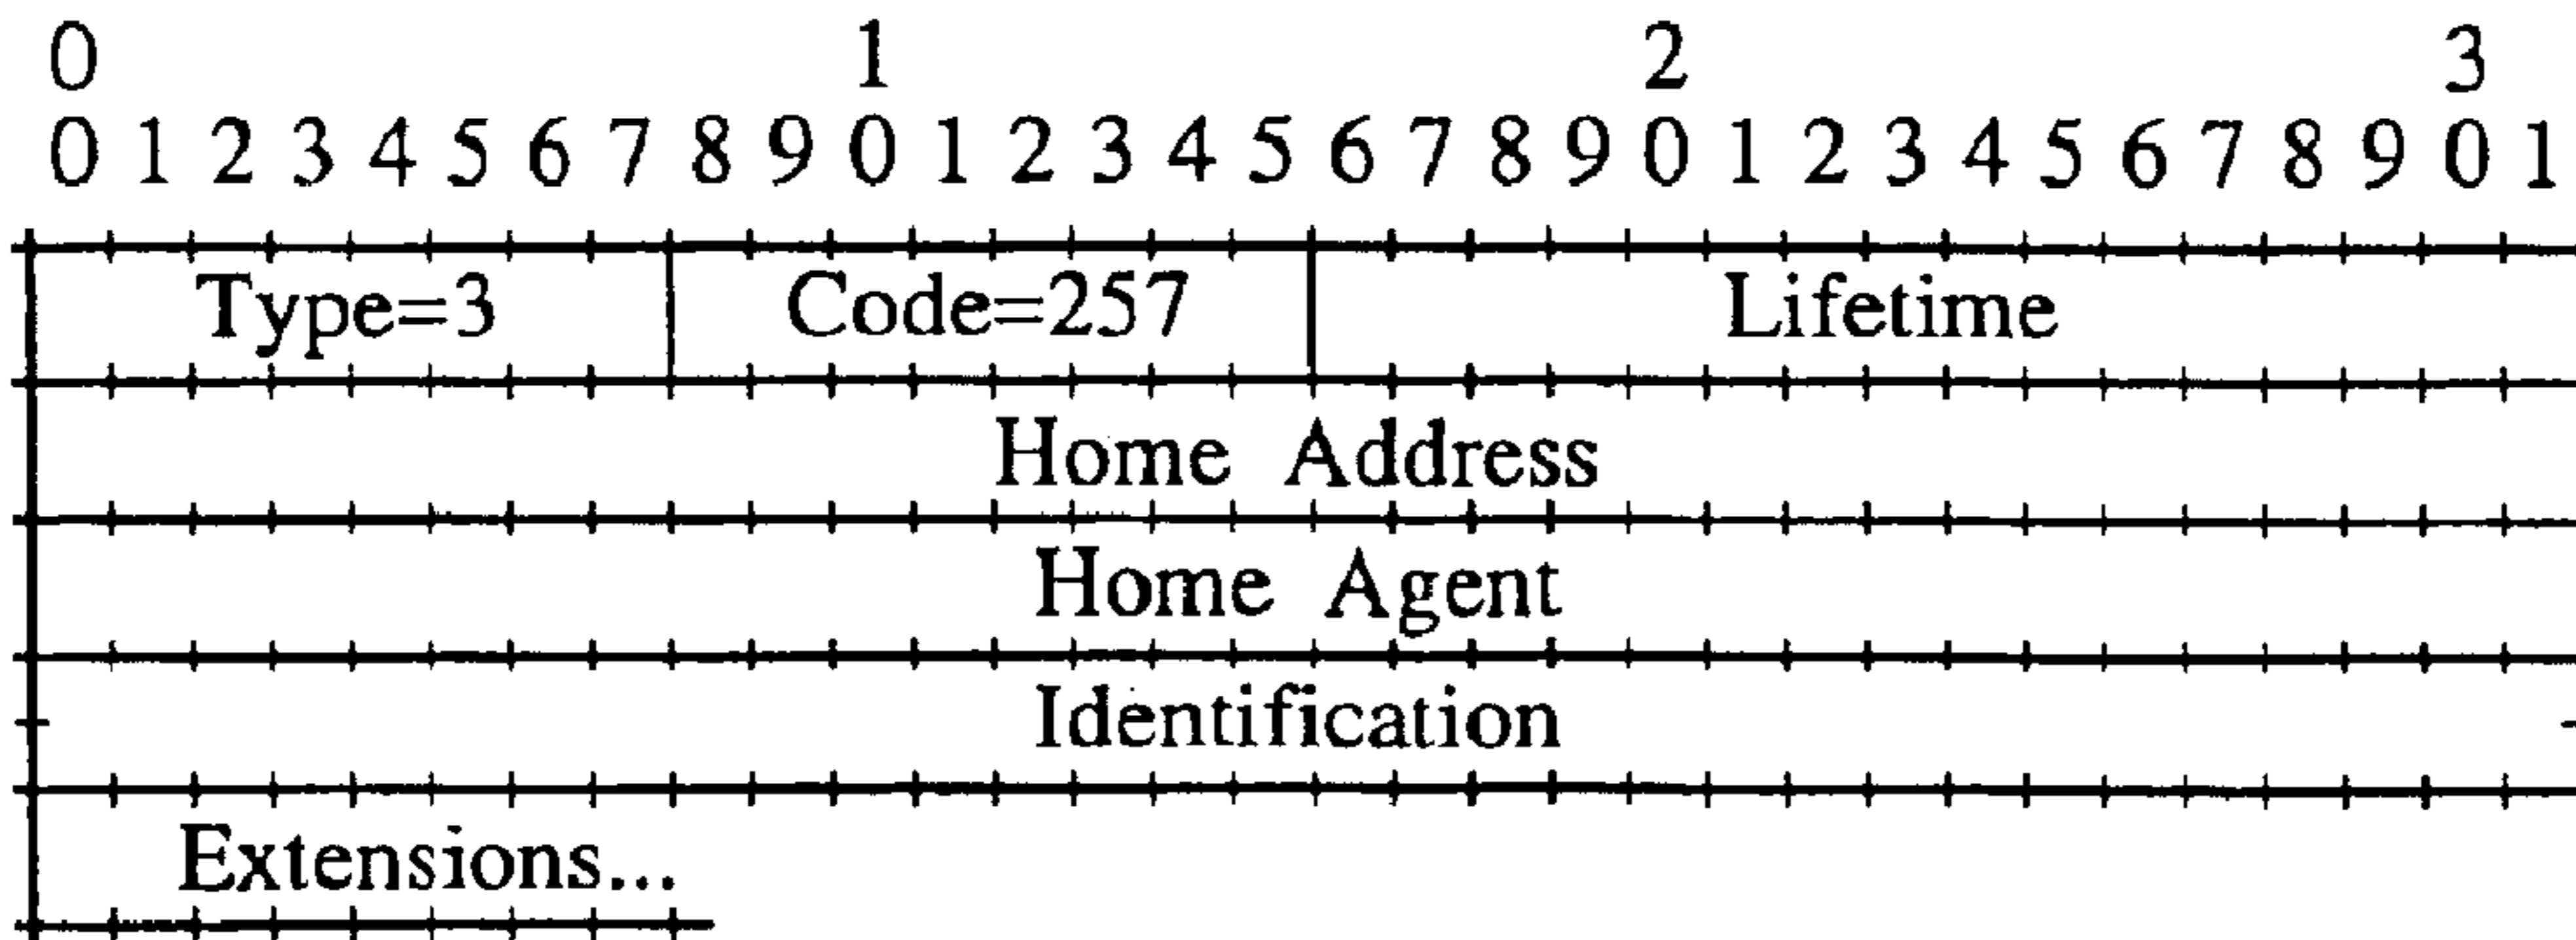 0 1 2 3
0 1 2 3 4 5 6 7 8 9 0 1 2 3 4 5 6 7 8 9 0 1 2 3 4 5 6 7 8 9 0 1
Type=3 Code=257 Lifetime
Home Address
Home Agent
Identification
Extensions...